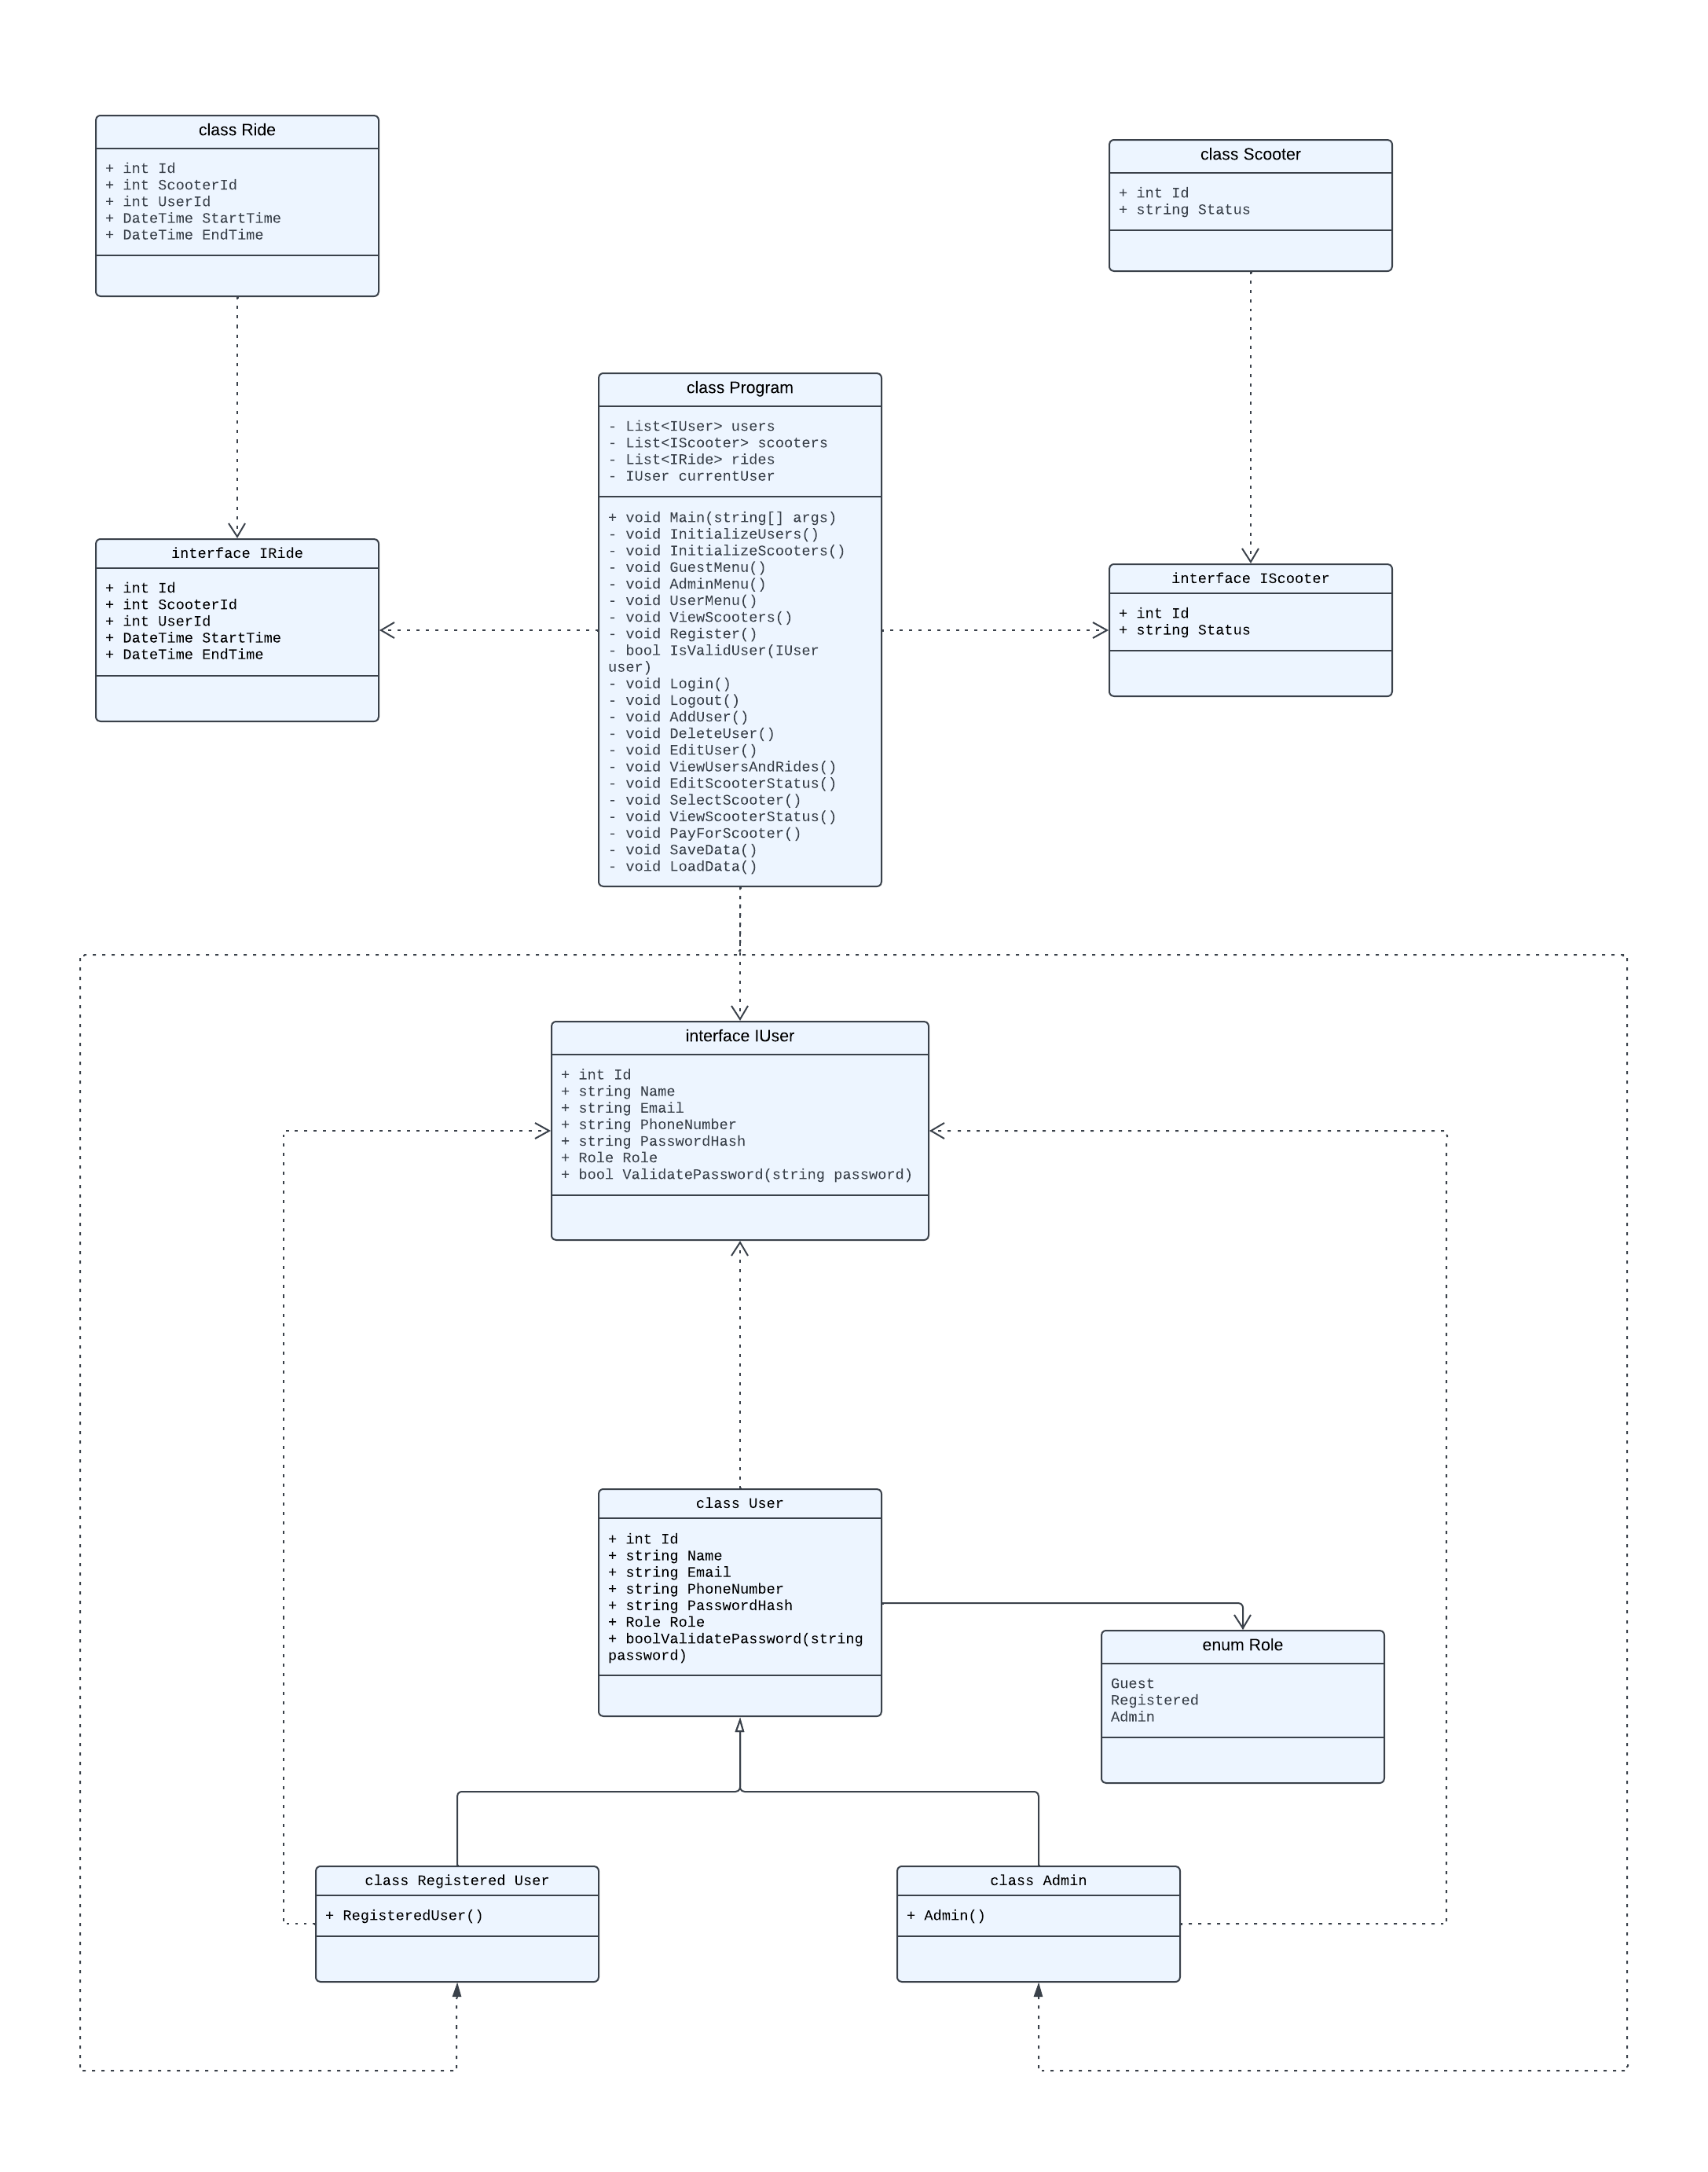 class Ride
+ int Id
+ int ScooterId
+ int UserId
+ DateTime StartTime
+ DateTime EndTime
class Scooter
+ int Id
+ string Status
class Program
- List<IUser> users
- List<IScooter> scooters
- List<IRide> rides
- IUser currentUser
+ void Main(string[] args)
- void InitializeUsers()
- void InitializeScooters()
- void GuestMenu()
- void AdminMenu()
- void UserMenu()
- void ViewScooters()
- void Register()
- bool IsValidUser(IUser
user)
- void Login()
- void Logout()
- void AddUser()
- void DeleteUser()
- void EditUser()
- void ViewUsersAndRides()
- void EditScooterStatus()
- void SelectScooter()
- void ViewScooterStatus()
- void PayForScooter()
- void SaveData()
- void LoadData()
interface IRide
+ int Id
+ int ScooterId
+ int UserId
+ DateTime StartTime
+ DateTime EndTime
interface IScooter
+ int Id
+ string Status
interface IUser
+ int Id
+ string Name
+ string Email
+ string PhoneNumber
+ string PasswordHash
+ Role Role
+ bool ValidatePassword(string password)
class User
+ int Id
+ string Name
+ string Email
+ string PhoneNumber
+ string PasswordHash
+ Role Role
+ boolValidatePassword(string
password)
enum Role
Guest
Registered
Admin
class Registered User
+ RegisteredUser()
class Admin
+ Admin()